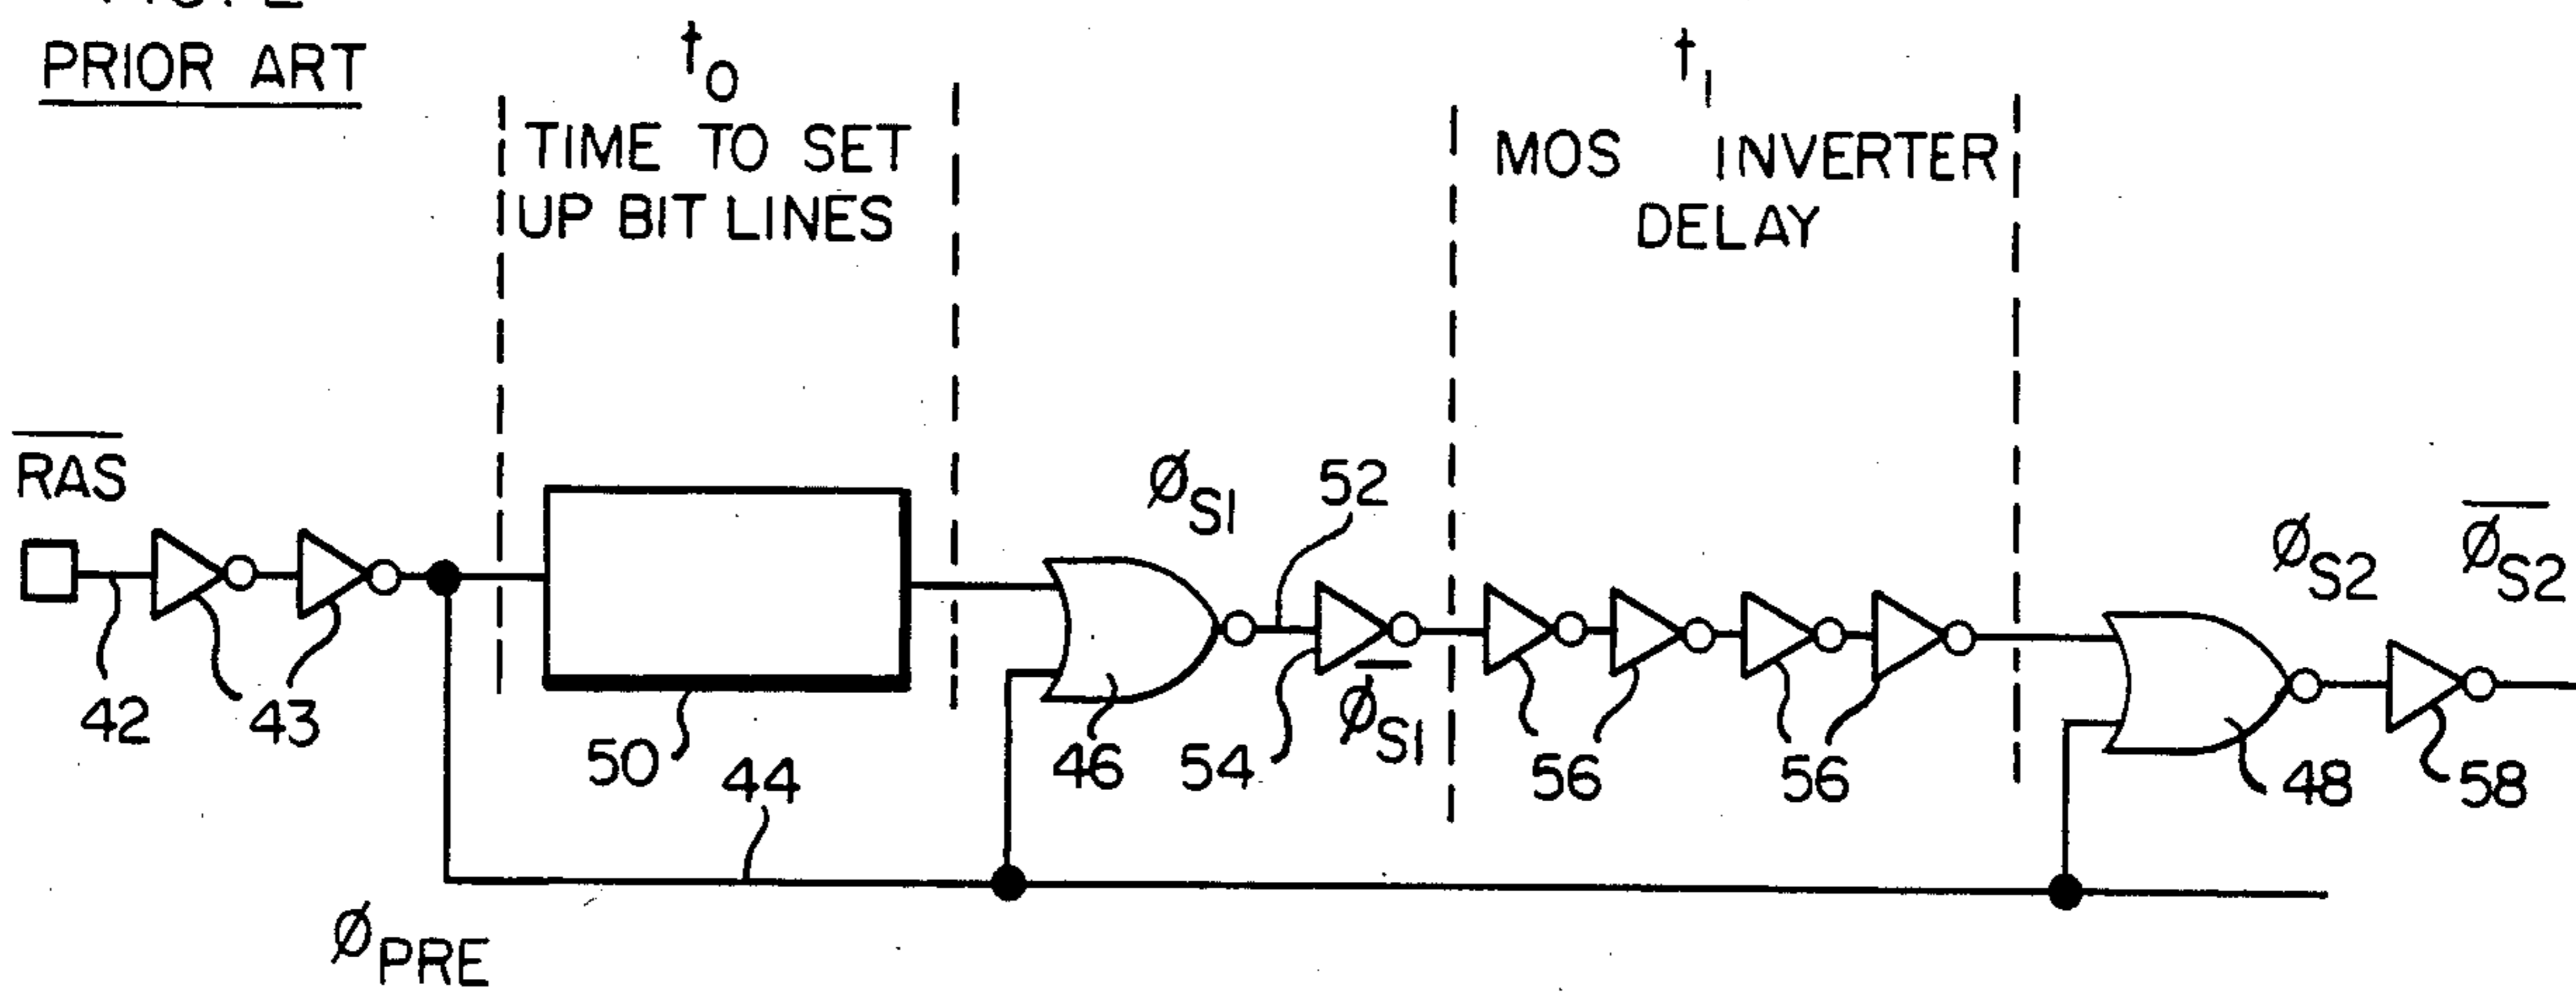 PRIOR ART
t0
TIME TO SET
UP BIT LINES
t1
MOS INVERTER
DELAY
RAS
42
43
50
44
ØPRE
46
ØS1
52
54
ØS1
56
56
48
ØS2
ØS2
58